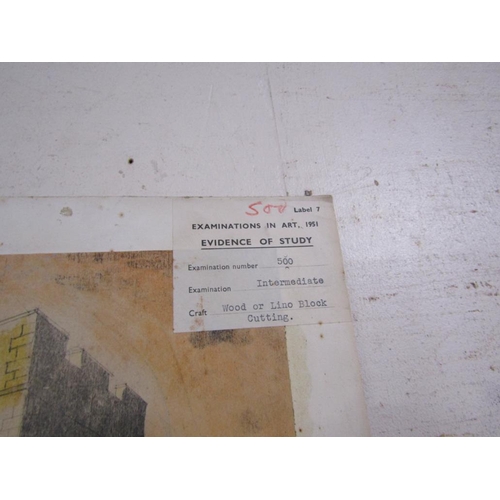 500 Label 7
EXAMINATIONS IN ART, 1951
EVIDENCE OF STUDY
Examination number 500
Examination Intermediate
Craft Wood or Lino Block
Cutting.